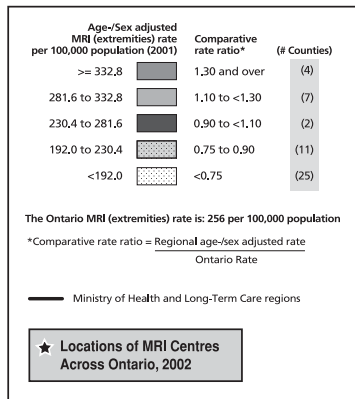 Age-/Sex adjusted
MRI (extremities) rate
per 100,000 population (2001)
Comparative
rate ratio*
(# Counties)
>= 332.8 1.30 and over (4)
281.6 to 332.8 1.10 to <1.30 (7)
230.4 to 281.6 0.90 to <1.10 (2)
192.0 to 230.4 0.75 to 0.90 (11)
<192.0 <0.75 (25)
The Ontario MRI (extremities) rate is: 256 per 100,000 population
*Comparative rate ratio = Regional age-/sex adjusted rate
Ontario Rate
Ministry of Health and Long-Term Care regions
Locations of MRI Centres
Across Ontario, 2002